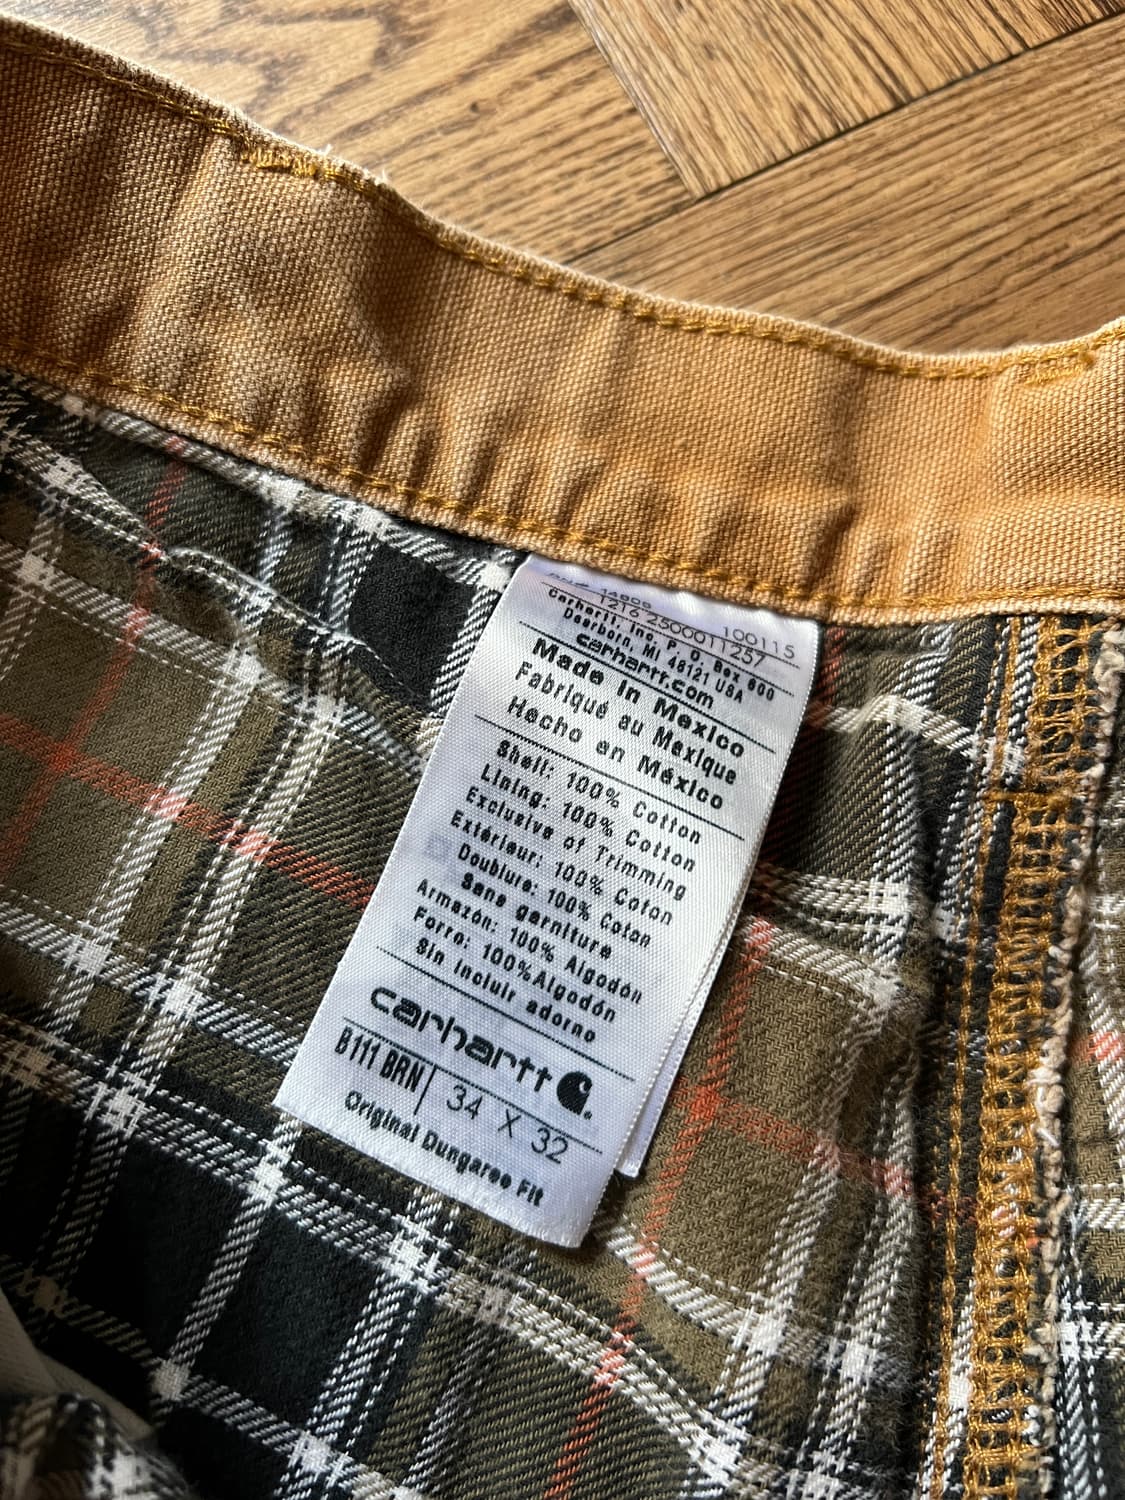 RN# 14806 100115
1216 2500011257
Carhartt, Inc. P.O. Box 600
Dearborn, MI 48121 USA
carhartt.com
Made in Mexico
Fabriqué au Mexique
Hecho en México
Shell: 100% Cotton
Lining: 100% Cotton
Exclusive of Trimming
Extérieur: 100% Coton
Doublure: 100% Coton
Sans garniture
Armazón: 100% Algodón
Forro: 100%Algodón
Sin incluir adorno
carhartt
B111 BRN 34 X 32
Original Dungaree Fit